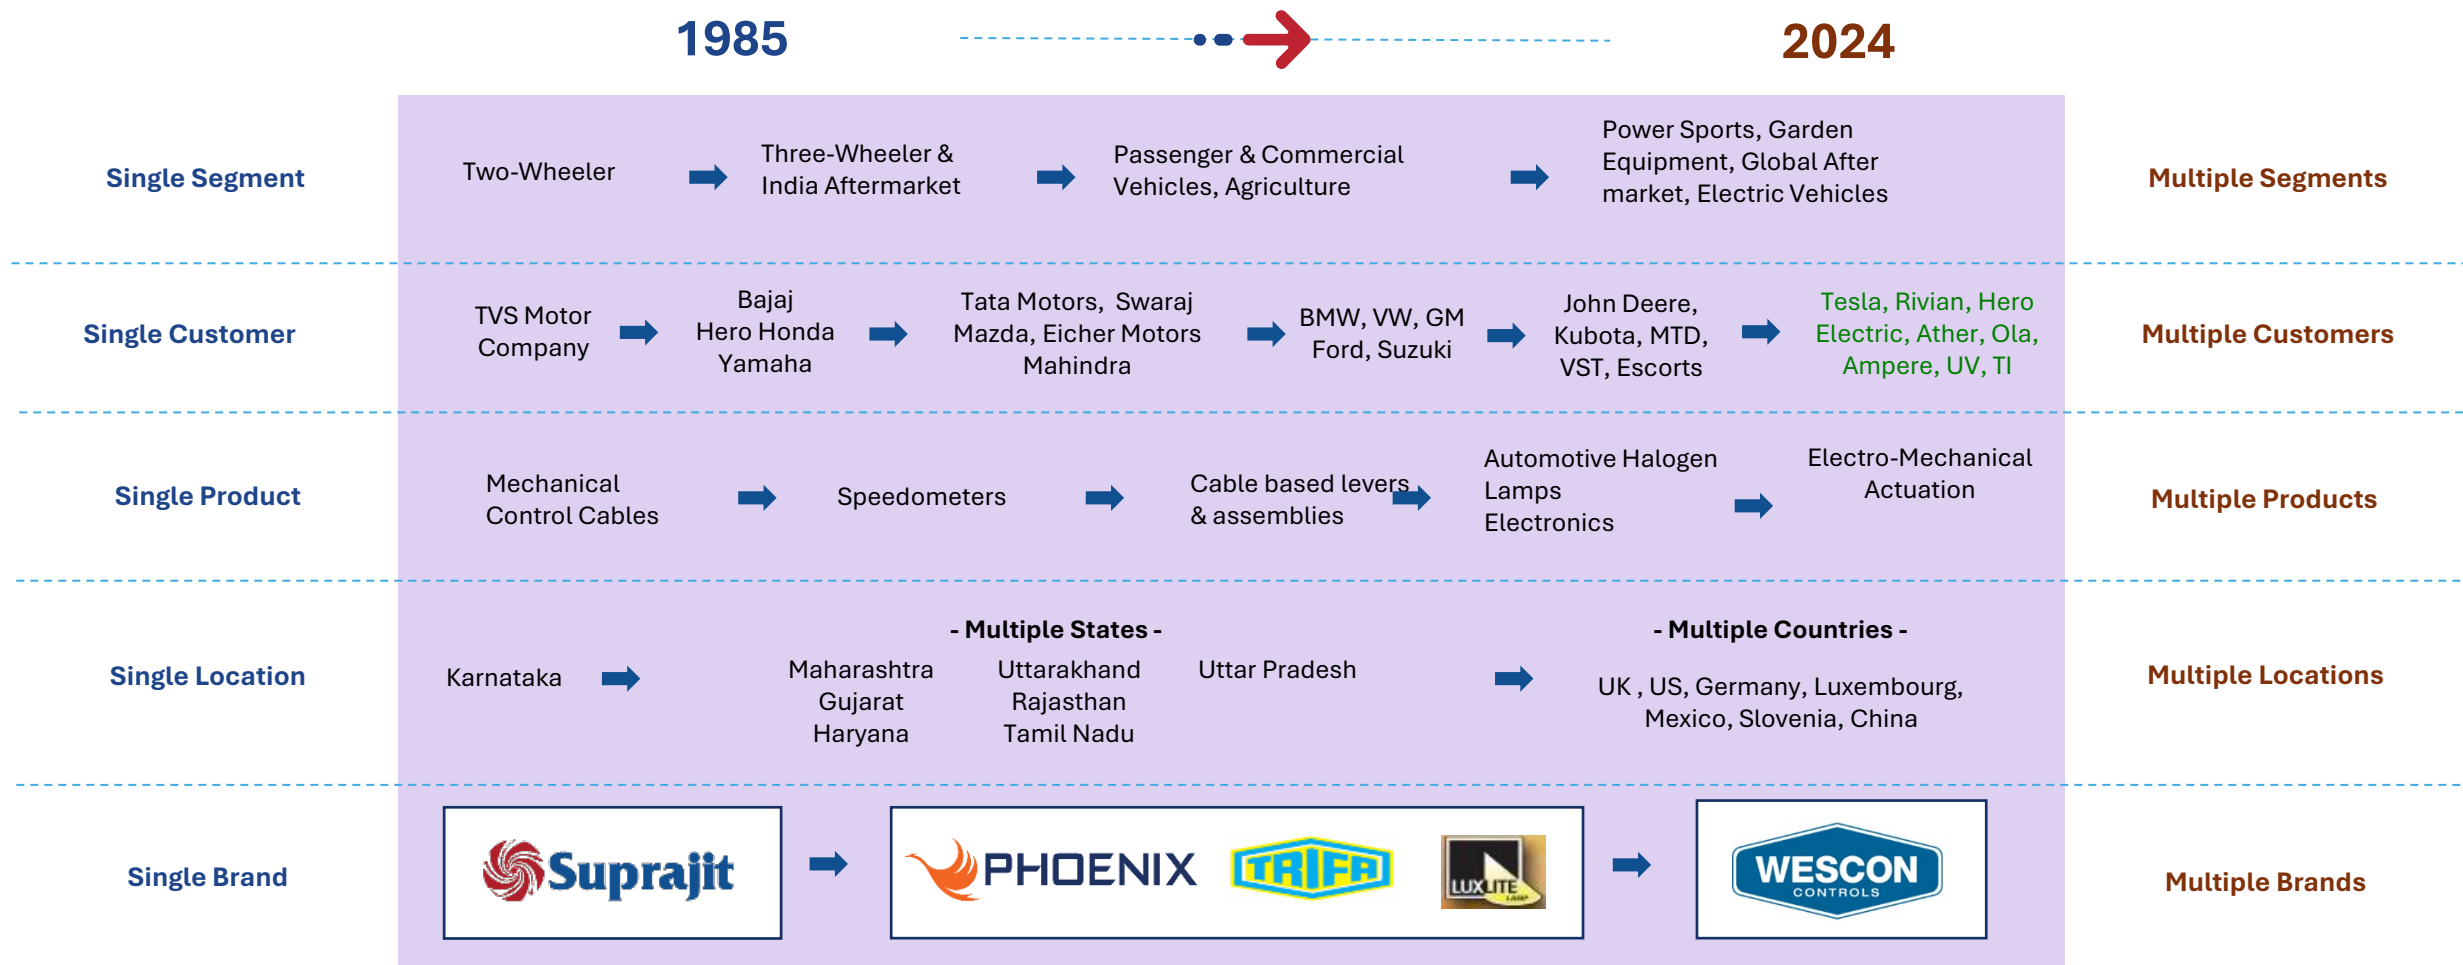 1985
2024
Single Segment
Two-Wheeler
Three-Wheeler &
India Aftermarket
Passenger & Commercial
Vehicles, Agriculture
Power Sports, Garden
Equipment, Global After
market, Electric Vehicles
Multiple Segments
Single Customer
TVS Motor
Company
Bajaj
Hero Honda
Yamaha
Tata Motors, Swaraj
Mazda, Eicher Motors
Mahindra
BMW, VW, GM
Ford, Suzuki
John Deere,
Kubota, MTD,
VST, Escorts
Tesla, Rivian, Hero
Electric, Ather, Ola,
Ampere, UV, TI
Multiple Customers
Single Product
Mechanical
Control Cables
Speedometers
Cable based levers
& assemblies
Automotive Halogen
Lamps
Electronics
Electro-Mechanical
Actuation
Multiple Products
Single Location
Karnataka
- Multiple States -
Maharashtra
Gujarat
Haryana
Uttarakhand
Rajasthan
Tamil Nadu
Uttar Pradesh
- Multiple Countries -
UK , US, Germany, Luxembourg,
Mexico, Slovenia, China
Multiple Locations
Single Brand
Suprajit
PHOENIX
TRIFA
LUXLITE
LAMP
WESCON
CONTROLS
Multiple Brands